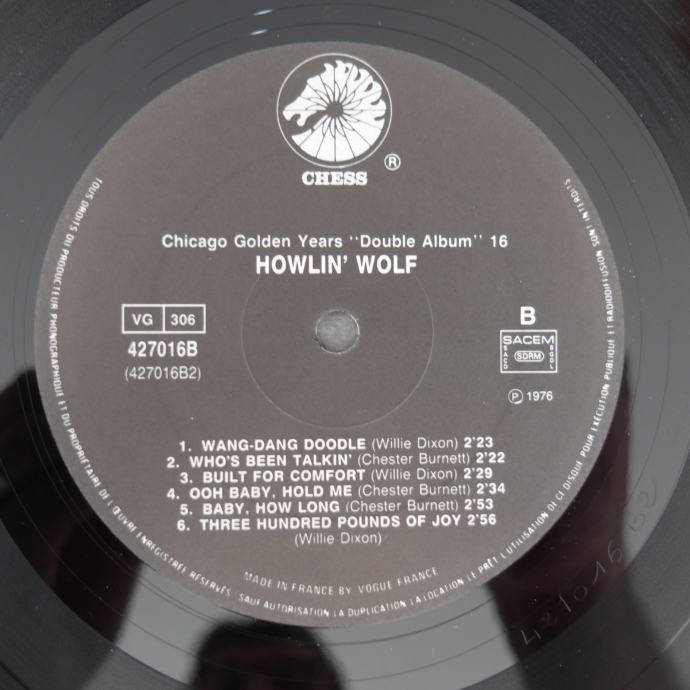 CHESS
®
Chicago Golden Years "Double Album" 16
HOWLIN' WOLF
VG 306
427016B
(427016B2)
B
SACEM
SACD SDRM SGDL
Ⓟ 1976
1. WANG-DANG DOODLE (Willie Dixon) 2'23
2. WHO'S BEEN TALKIN' (Chester Burnett) 2'22
3. BUILT FOR COMFORT (Willie Dixon) 2'29
4. OOH BABY, HOLD ME (Chester Burnett) 2'34
5. BABY, HOW LONG (Chester Burnett) 2'53
6. THREE HUNDRED POUNDS OF JOY 2'56
(Willie Dixon)
MADE IN FRANCE BY VOGUE FRANCE
TOUS DROITS DU PRODUCTEUR PHONOGRAPHIQUE ET DU PROPRIÉTAIRE DE L'ŒUVRE ENREGISTRÉE RÉSERVÉS. SAUF AUTORISATION LA DUPLICATION, LA LOCATION, LE PRÊT, L'UTILISATION DE CE DISQUE POUR EXÉCUTION PUBLIQUE ET RADIODIFFUSION SONT INTERDITS
427016 B2